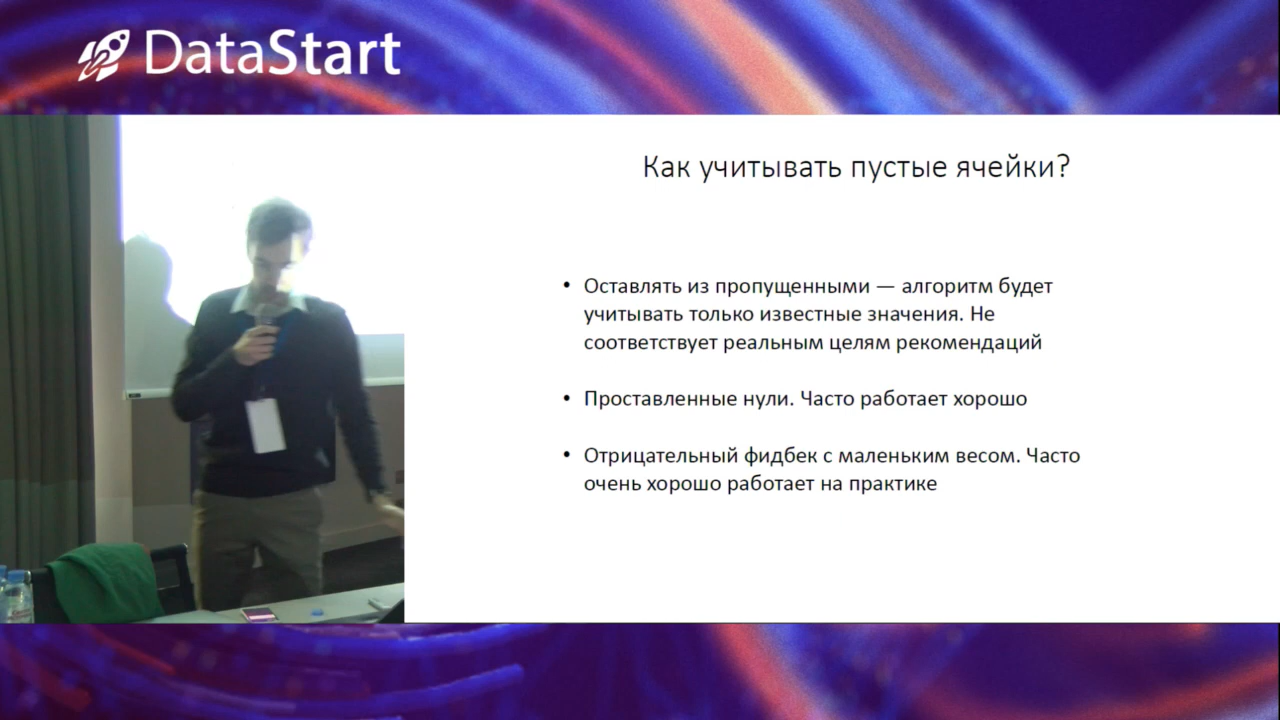 DataStart
Как учитывать пустые ячейки?
• Оставлять из пропущенными — алгоритм будет
учитывать только известные значения. Не
соответствует реальным целям рекомендаций
• Проставленные нули. Часто работает хорошо
• Отрицательный фидбек с маленьким весом. Часто
очень хорошо работает на практике